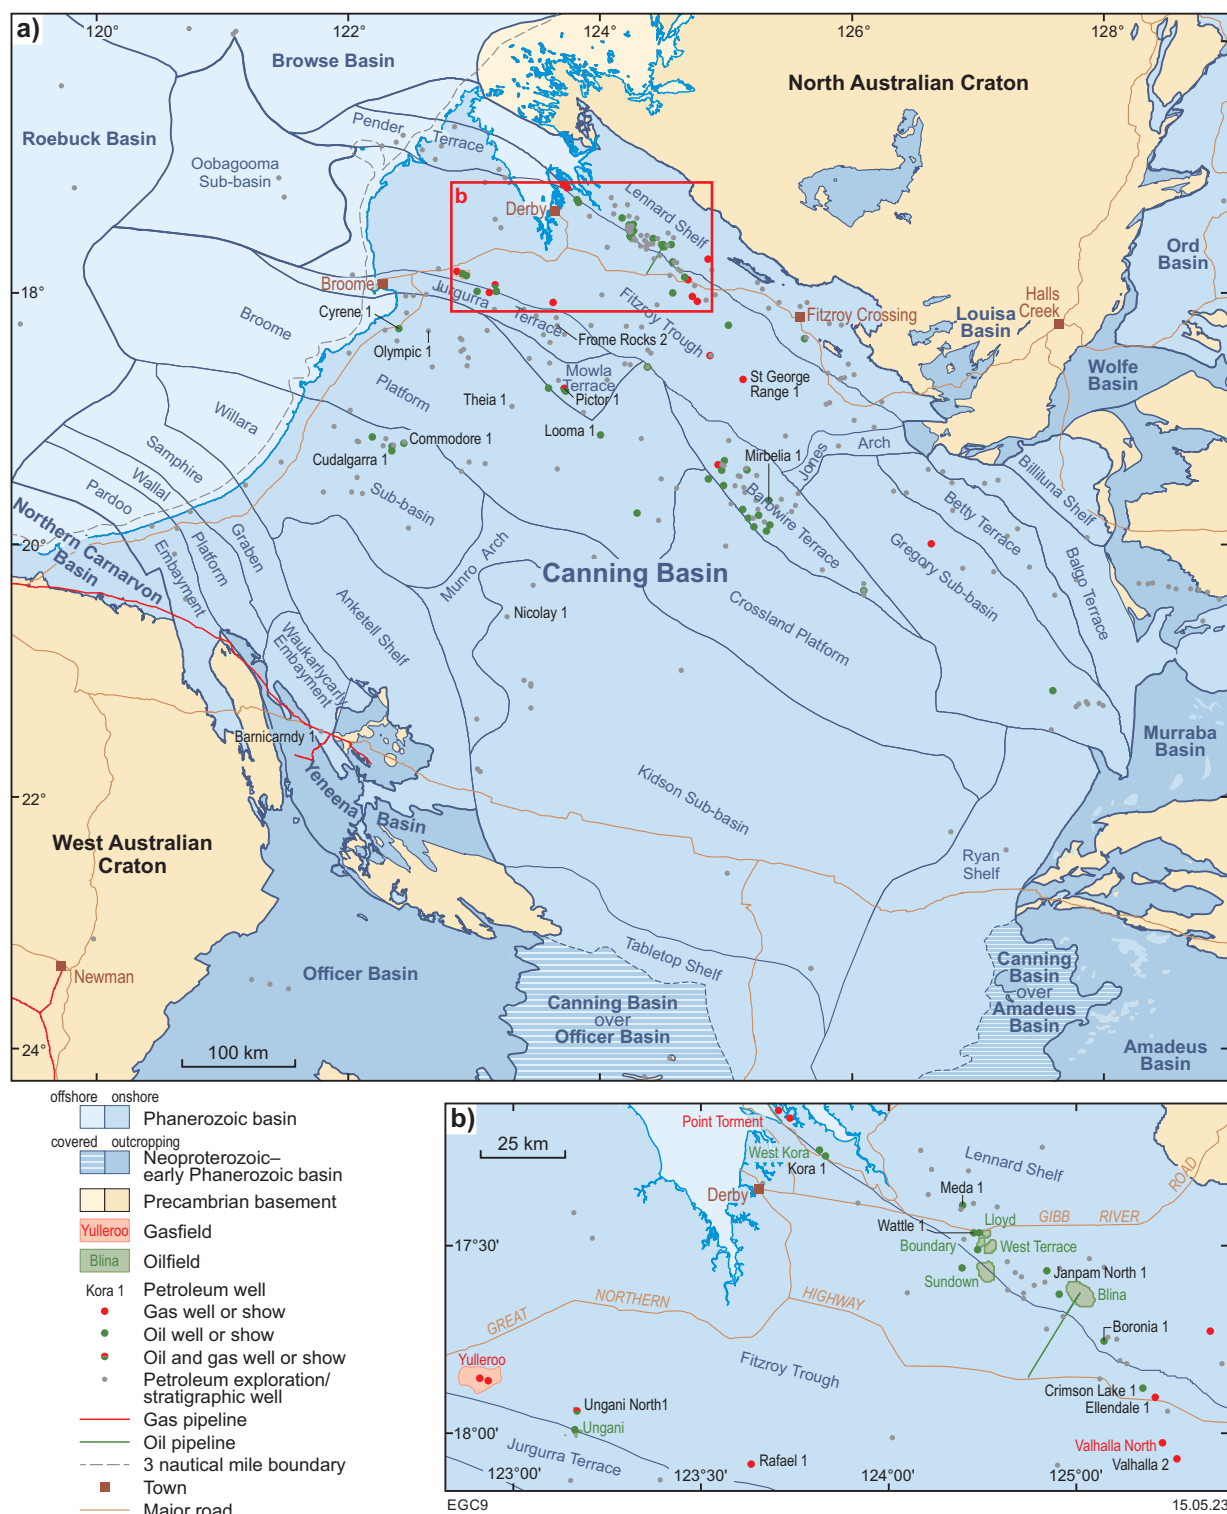 a)
120°
122°
124°
126°
128°
Browse Basin
North Australian Craton
Roebuck Basin
Pender
Terrace
Oobagooma
Sub-basin
b
Lennard Shelf
Derby
Ord
Basin
18°
Broome
Jurgurra
Terrace
Fitzroy Trough
Fitzroy Crossing
Halls
Creek
Louisa
Basin
Cyrene 1
Broome
Olympic 1
Frome Rocks 2
Wolfe
Basin
Platform
Mowla
Terrace
St George
Range 1
Theia 1
Pictor 1
Willara
Looma 1
Commodore 1
Arch
Jones
Mirbelia 1
Cudalgarra 1
Samphire
Wallal
Pardoo
Sub-basin
Barbwire Terrace
Betty Terrace
Billiluna Shelf
Northern Carnarvon
Basin
Graben
Platform
Embayment
20°
Munro
Arch
Canning Basin
Gregory Sub-basin
Balgo Terrace
Nicolay 1
Crossland Platform
Anketell Shelf
Waukarlycarly
Embayment
Barnicarndy 1
Murraba
Basin
Yeneena
Basin
Kidson Sub-basin
22°
West Australian
Craton
Ryan
Shelf
Newman
Officer Basin
Tabletop Shelf
Canning
Basin
over
Amadeus
Basin
Canning Basin
over
Officer Basin
24°
100 km
Amadeus
Basin
offshore
onshore
Phanerozoic basin
covered
outcropping
Neoproterozoic–
early Phanerozoic basin
Precambrian basement
Yulleroo
Gasfield
Blina
Oilfield
Kora 1
Petroleum well
Gas well or show
Oil well or show
Oil and gas well or show
Petroleum exploration/
stratigraphic well
Gas pipeline
Oil pipeline
3 nautical mile boundary
Town
Major road
b)
25 km
Point Torment
West Kora
Kora 1
Lennard Shelf
Derby
Meda 1
ROAD
Wattle 1
Lloyd
GIBB
RIVER
17°30'
Boundary
West Terrace
Sundown
Janpam North 1
Blina
GREAT
NORTHERN
HIGHWAY
Boronia 1
Yulleroo
Fitzroy Trough
Crimson Lake 1
Ellendale 1
Ungani North1
Ungani
18°00'
Valhalla North
Jurgurra Terrace
Rafael 1
Valhalla 2
123°00'
123°30'
124°00'
125°00'
EGC9
15.05.23